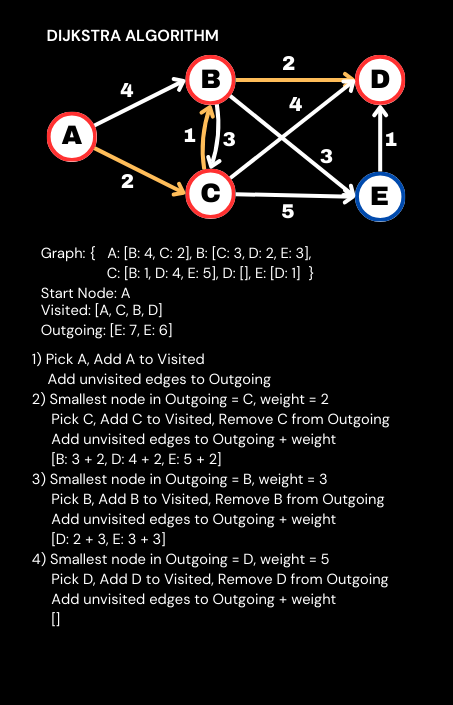 DIJKSTRA ALGORITHM
B
2
D
4
4
A
1
3
2
3
1
C
5
E
Graph: { A: [B: 4, C: 2], B: [C: 3, D: 2, E: 3],
C: [B: 1, D: 4, E: 5], D: [], E: [D: 1] }
Start Node: A
Visited: [A, C, B, D]
Outgoing: [E: 7, E: 6]
1) Pick A, Add A to Visited
Add unvisited edges to Outgoing
2) Smallest node in Outgoing = C, weight = 2
Pick C, Add C to Visited, Remove C from Outgoing
Add unvisited edges to Outgoing + weight
[B: 3 + 2, D: 4 + 2, E: 5 + 2]
3) Smallest node in Outgoing = B, weight = 3
Pick B, Add B to Visited, Remove B from Outgoing
Add unvisited edges to Outgoing + weight
[D: 2 + 3, E: 3 + 3]
4) Smallest node in Outgoing = D, weight = 5
Pick D, Add D to Visited, Remove D from Outgoing
Add unvisited edges to Outgoing + weight
[]